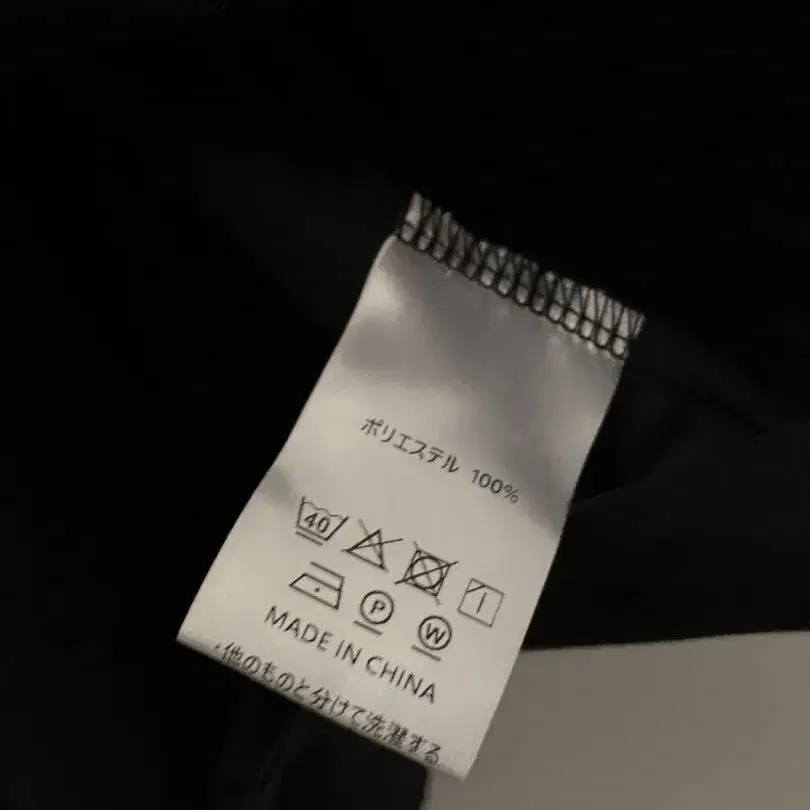 ポリエステル 100%
40
P W
MADE IN CHINA
・他のものと分けて洗濯する